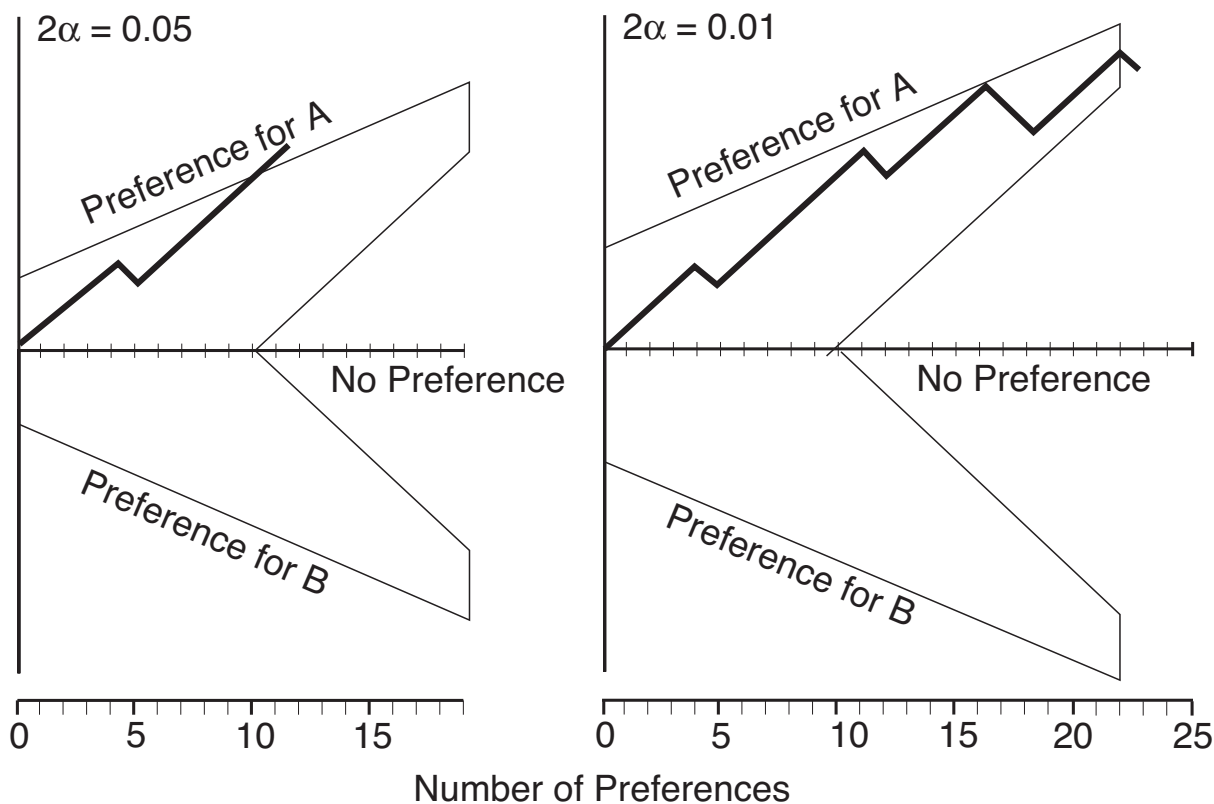 2α = 0.05
Preference for A
No Preference
Preference for B
0 5 10 15
2α = 0.01
Preference for A
No Preference
Preference for B
0 5 10 15 20 25
Number of Preferences